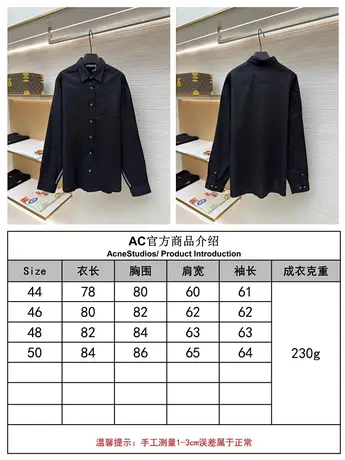 AC官方商品介绍
AcneStudios/ Product Introduction
Size 衣长 胸围 肩宽 袖长 成衣克重
44 78 80 60 61
46 80 82 62 62
48 82 84 63 63
50 84 86 65 64
230g
温馨提示：手工测量1-3cm误差属于正常